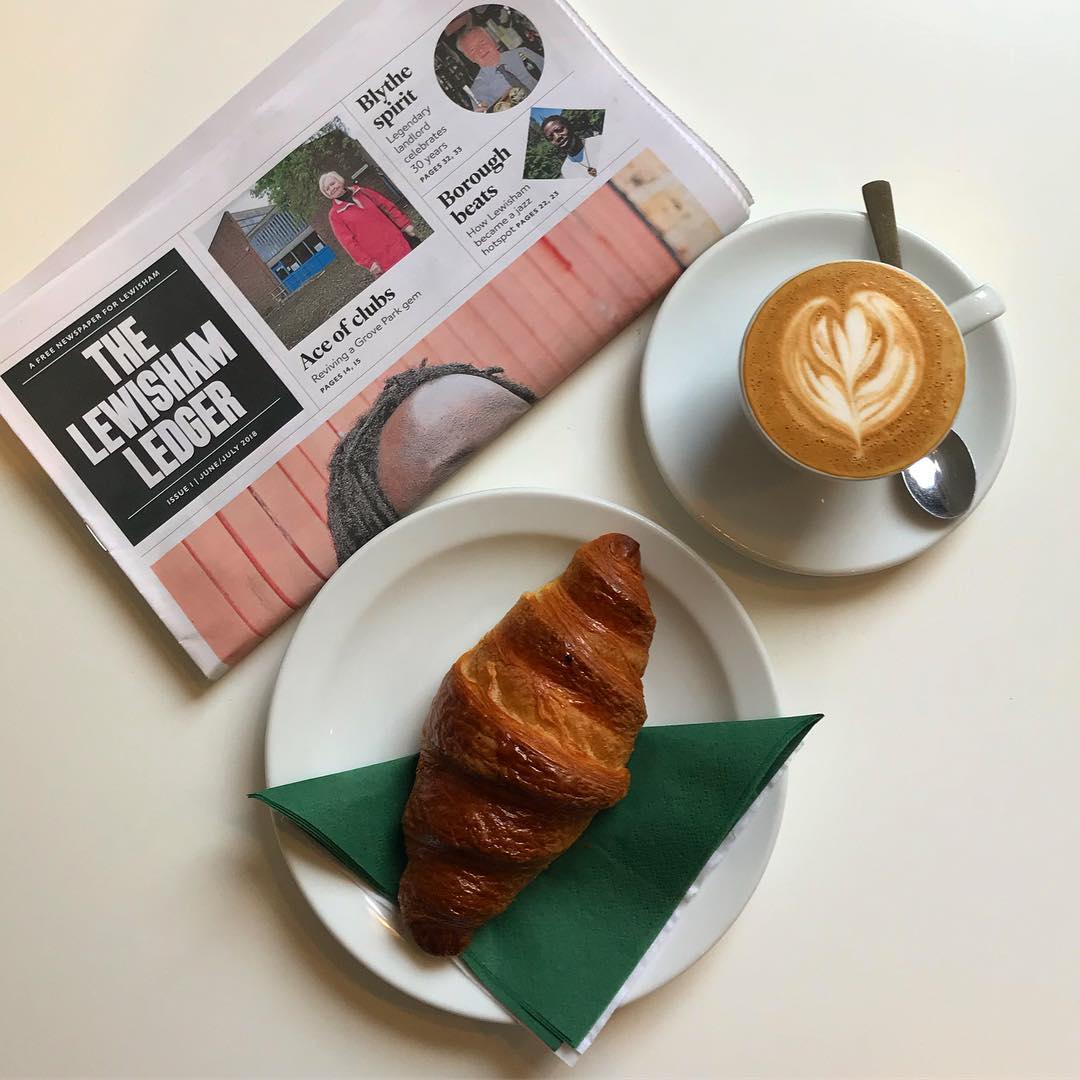 A FREE NEWSPAPER FOR LEWISHAM
THE
LEWISHAM
LEDGER
ISSUE 1 | JUNE/JULY 2018
Ace of clubs
Reviving a Grove Park gem
PAGES 14, 15
Blythe
spirit
Legendary
landlord
celebrates
30 years
PAGES 32, 33
Borough
beats
How Lewisham
became a jazz
hotspot PAGES 22, 23